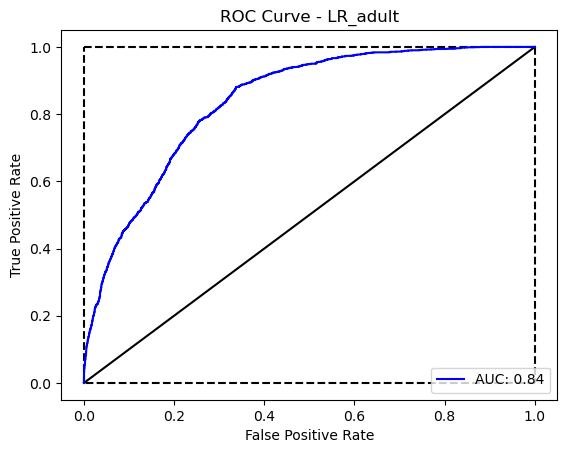 ROC Curve - LR_adult
True Positive Rate
1.0
0.8
0.6
0.4
0.2
0.0
AUC: 0.84
0.0 0.2 0.4 0.6 0.8 1.0
False Positive Rate